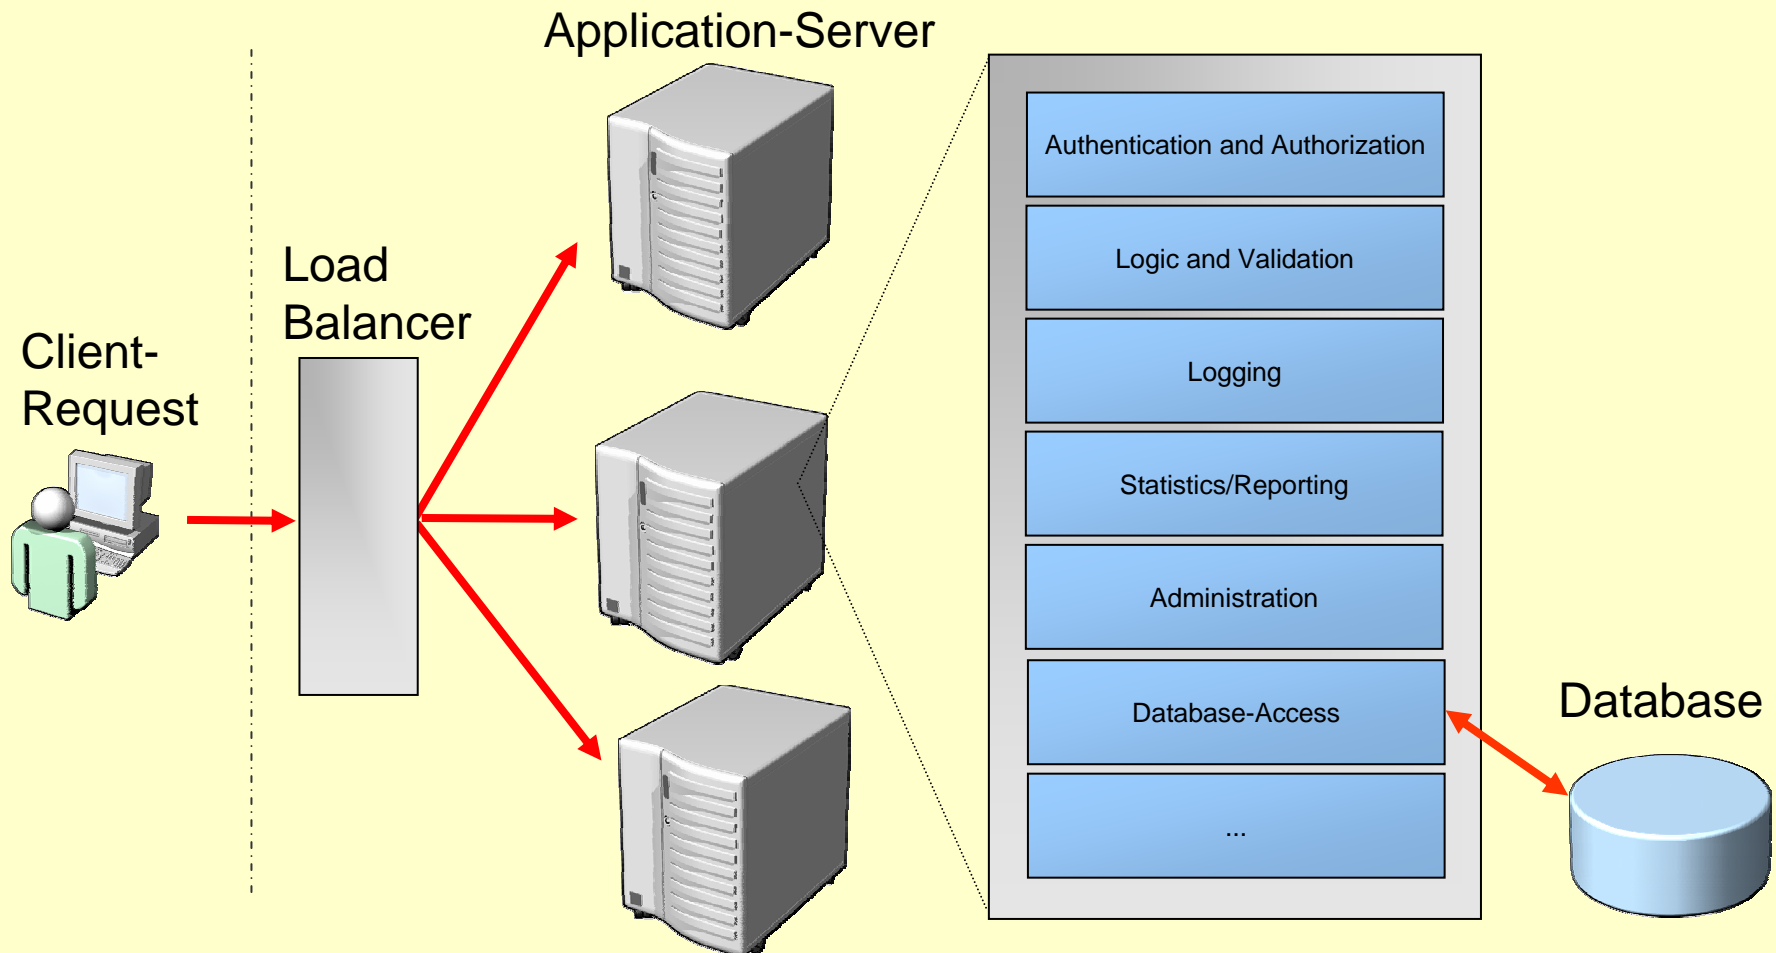 Application-Server
Load
Balancer
Client-
Request
Authentication and Authorization
Logic and Validation
Logging
Statistics/Reporting
Administration
Database-Access
...
Database